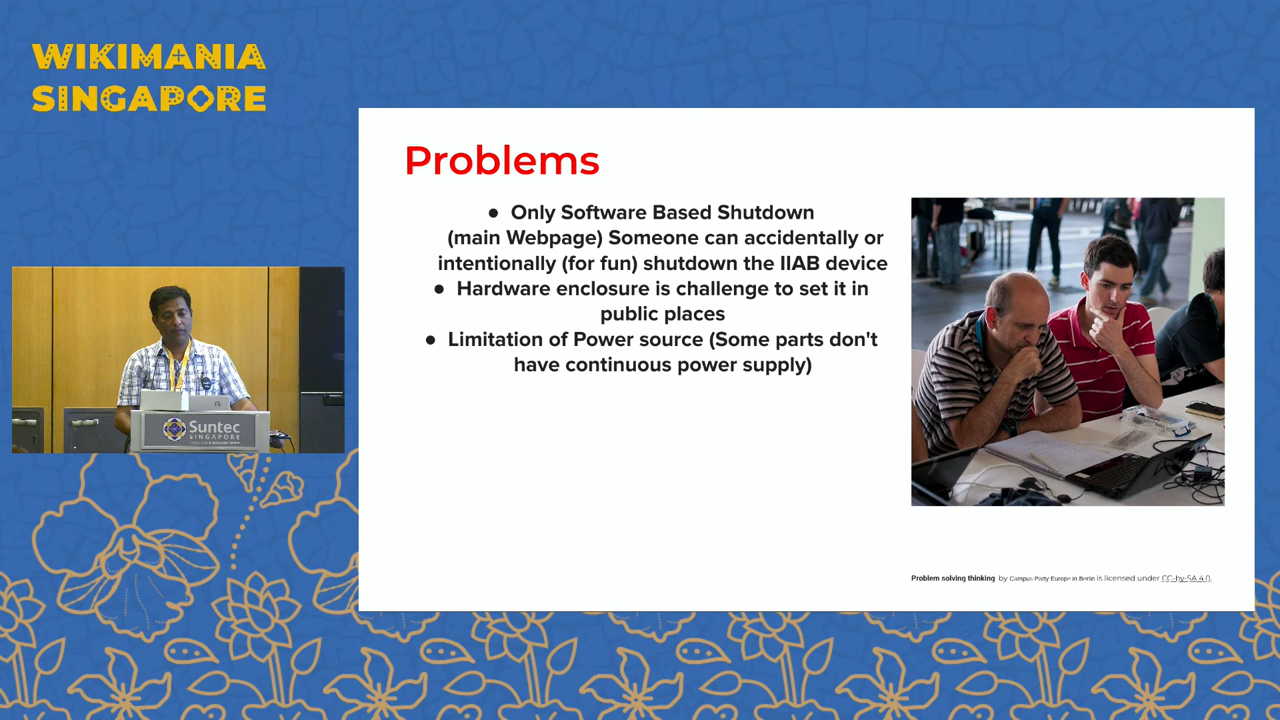 WIKIMANIA
SINGAPORE
Problems
● Only Software Based Shutdown
(main Webpage) Someone can accidentally or
intentionally (for fun) shutdown the IIAB device
● Hardware enclosure is challenge to set it in
public places
● Limitation of Power source (Some parts don't
have continuous power supply)
Suntec
SINGAPORE
Problem solving thinking by Campus Party Europe in Berlin is licensed under CC-by-SA 4.0.